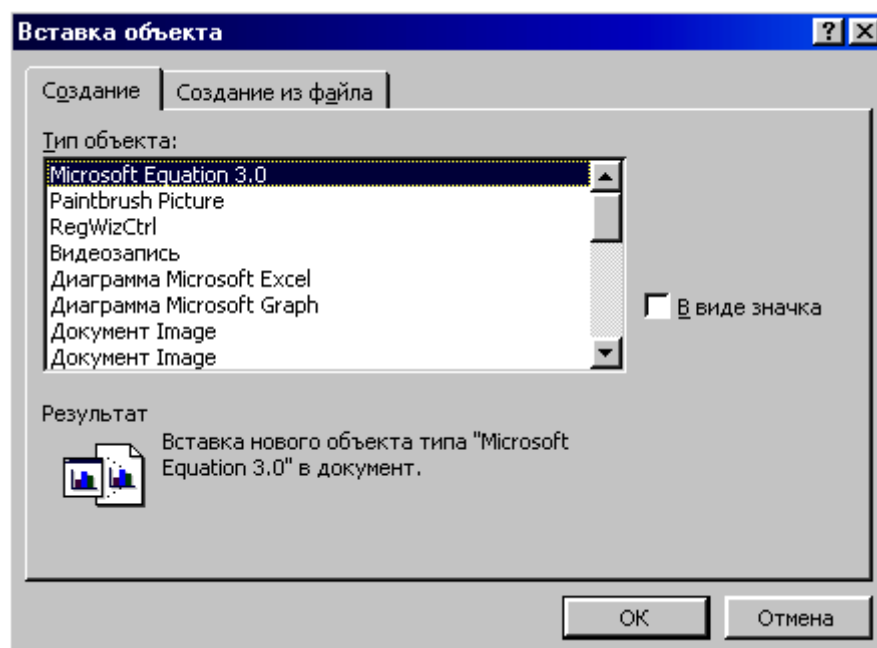 Вставка объекта
Создание
Создание из файла
Тип объекта:
Microsoft Equation 3.0
Paintbrush Picture
RegWizCtrl
Видеозапись
Диаграмма Microsoft Excel
Диаграмма Microsoft Graph
Документ Image
Документ Image
В виде значка
Результат
Вставка нового объекта типа "Microsoft
Equation 3.0" в документ.
ОК
Отмена